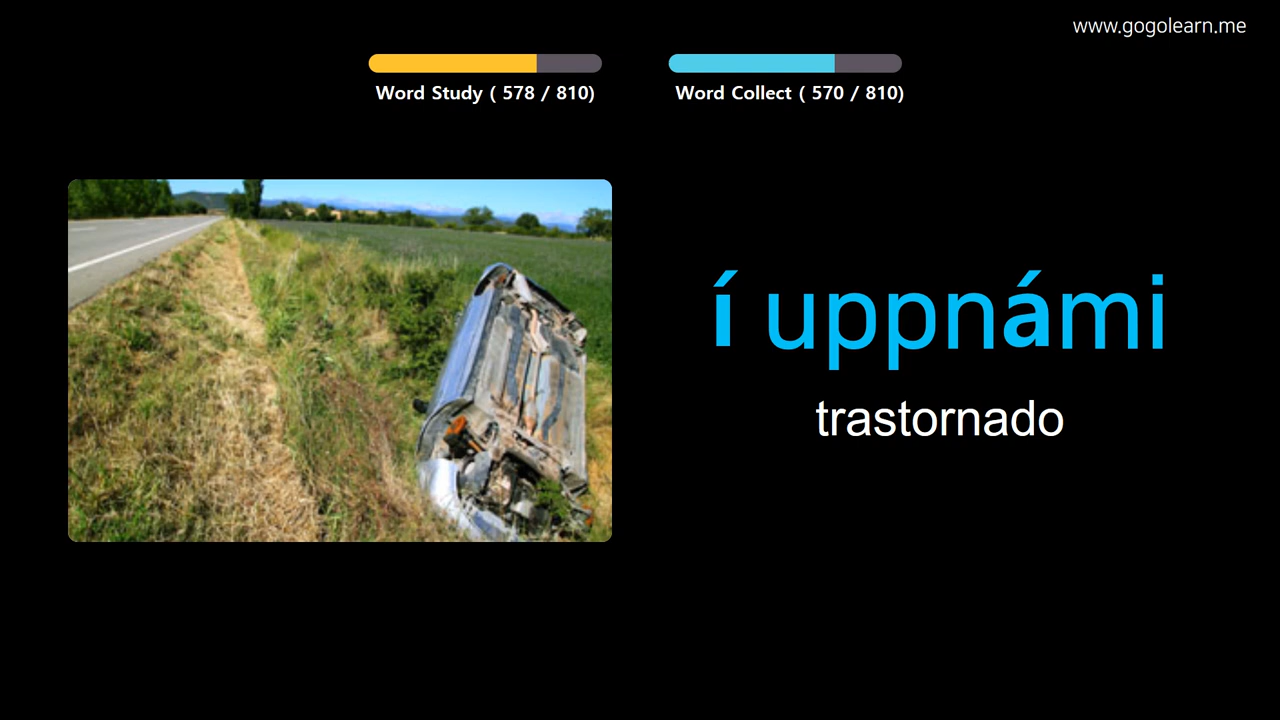 www.gogolearn.me
Word Study ( 578 / 810)
Word Collect ( 570 / 810)
í uppnámi
trastornado